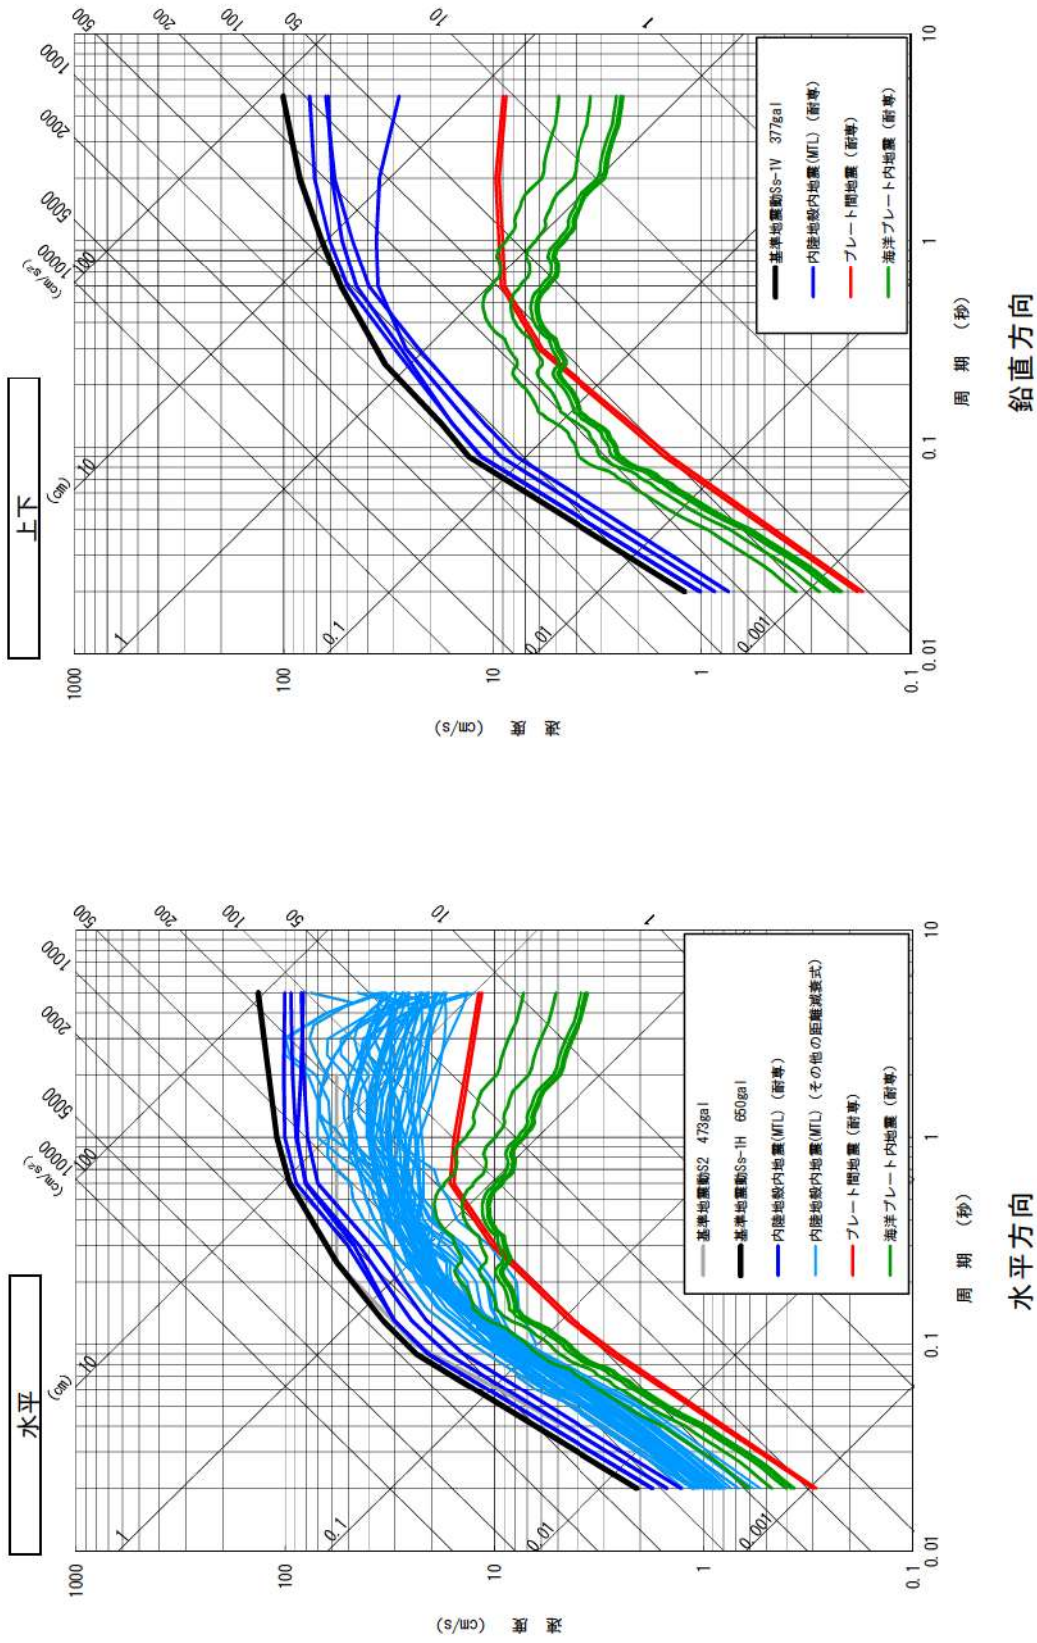 水平
(cm)
(cm/s²)
10000
5000
2000
1000
500
200
100
50
10
1
100
10
1
0.1
0.01
0.001
1000
100
10
1
0.1
速度
(cm/s)
0.01
0.1
1
10
周期 (秒)
基準地震動S2 473gal
基準地震動Ss-1H 650gal
内陸地殻内地震(MTL) (耐専)
内陸地殻内地震(MTL) (その他の距離減衰式)
プレート間地震 (耐専)
海洋プレート内地震 (耐専)
水平方向
上下
(cm)
(cm/s²)
10000
5000
2000
1000
500
200
100
50
10
1
100
10
1
0.1
0.01
0.001
1000
100
10
1
0.1
速度
(cm/s)
0.01
0.1
1
10
周期 (秒)
基準地震動Ss-1V 377gal
内陸地殻内地震(MTL) (耐専)
プレート間地震 (耐専)
海洋プレート内地震 (耐専)
鉛直方向